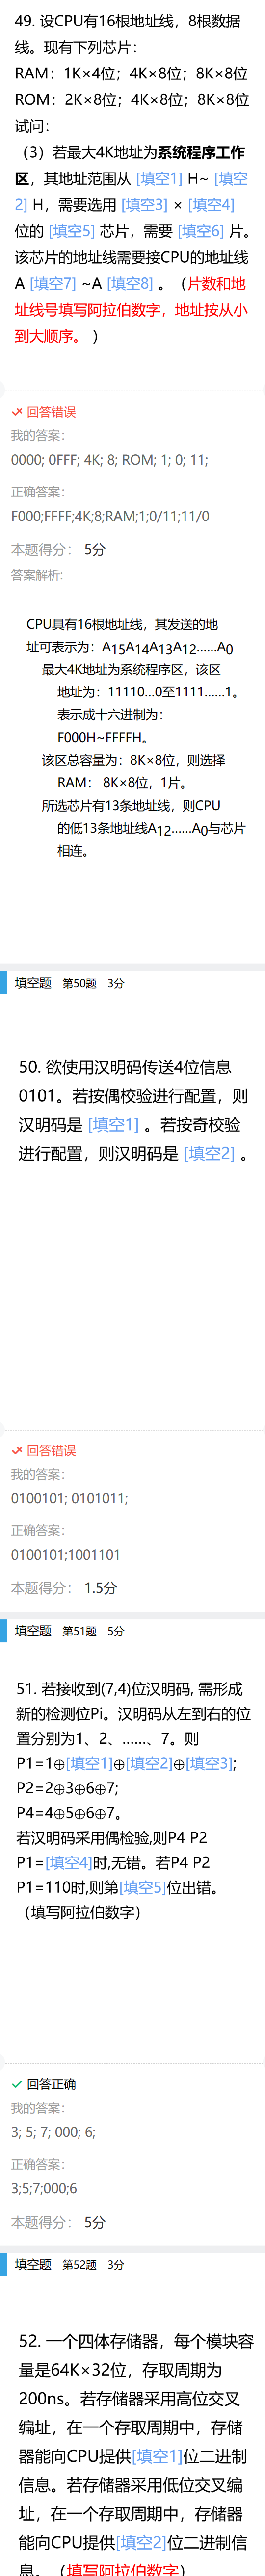 49. 设CPU有16根地址线，8根数据
线。现有下列芯片：
RAM：1K×4位；4K×8位；8K×8位
ROM：2K×8位；4K×8位；8K×8位
试问：
（3）若最大4K地址为系统程序工作
区，其地址范围从 [填空1] H~ [填空
2] H，需要选用 [填空3] × [填空4]
位的 [填空5] 芯片，需要 [填空6] 片。
该芯片的地址线需要接CPU的地址线
A [填空7] ~A [填空8] 。（片数和地
址线号填写阿拉伯数字，地址按从小
到大顺序。）
回答错误
我的答案：
0000; 0FFF; 4K; 8; ROM; 1; 0; 11;
正确答案：
F000;FFFF;4K;8;RAM;1;0/11;11/0
本题得分： 5分
答案解析:
CPU具有16根地址线，其发送的地
址可表示为：A15A14A13A12……A0
最大4K地址为系统程序区，该区
地址为：11110…0至1111……1。
表示成十六进制为：
F000H~FFFFH。
该区总容量为：8K×8位，则选择
RAM： 8K×8位，1片。
所选芯片有13条地址线，则CPU
的低13条地址线A12……A0与芯片
相连。
填空题 第50题 3分
50. 欲使用汉明码传送4位信息
0101。若按偶校验进行配置，则
汉明码是 [填空1] 。若按奇校验
进行配置，则汉明码是 [填空2] 。
回答错误
我的答案：
0100101; 0101011;
正确答案：
0100101;1001101
本题得分： 1.5分
填空题 第51题 5分
51. 若接收到(7,4)位汉明码, 需形成
新的检测位Pi。汉明码从左到右的位
置分别为1、2、……、7。则
P1=1⊕[填空1]⊕[填空2]⊕[填空3];
P2=2⊕3⊕6⊕7;
P4=4⊕5⊕6⊕7。
若汉明码采用偶检验,则P4 P2
P1=[填空4]时,无错。若P4 P2
P1=110时,则第[填空5]位出错。
（填写阿拉伯数字）
回答正确
我的答案：
3; 5; 7; 000; 6;
正确答案：
3;5;7;000;6
本题得分： 5分
填空题 第52题 3分
52. 一个四体存储器，每个模块容
量是64K×32位，存取周期为
200ns。若存储器采用高位交叉
编址，在一个存取周期中，存储
器能向CPU提供[填空1]位二进制
信息。若存储器采用低位交叉编
址，在一个存取周期中，存储器
能向CPU提供[填空2]位二进制信
息。（填写阿拉伯数字）